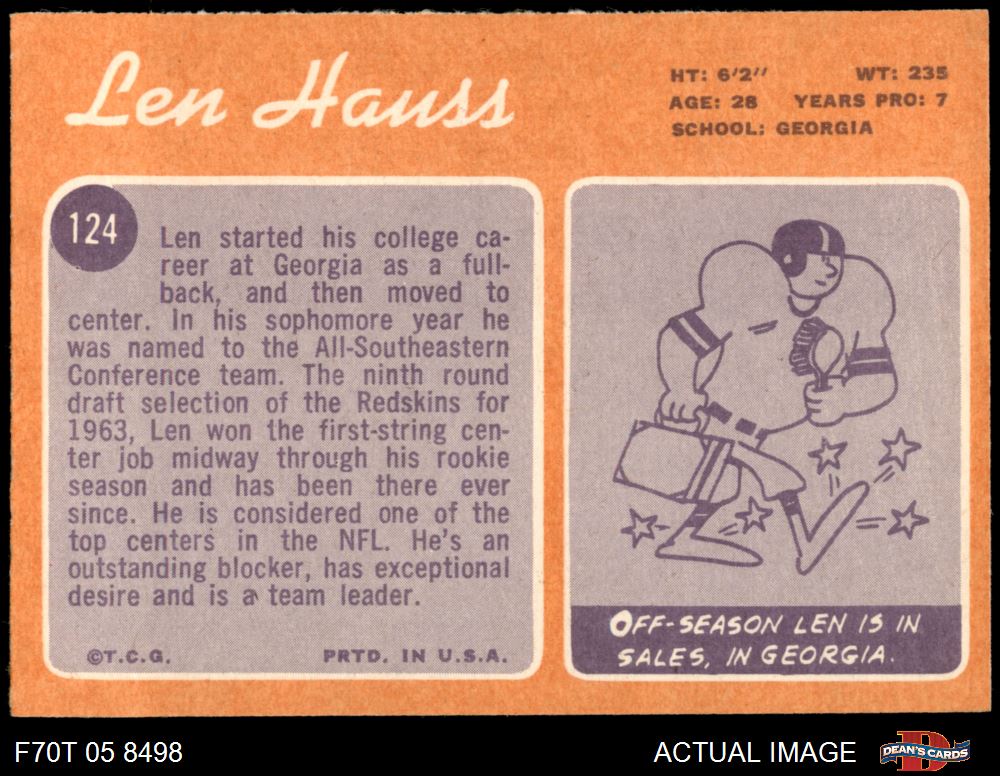 Len Hauss
HT: 6'2'' WT: 235
AGE: 28 YEARS PRO: 7
SCHOOL: GEORGIA
124
Len started his college ca-
reer at Georgia as a full-
back, and then moved to
center. In his sophomore year he
was named to the All-Southeastern
Conference team. The ninth round
draft selection of the Redskins for
1963, Len won the first-string cen-
ter job midway through his rookie
season and has been there ever
since. He is considered one of the
top centers in the NFL. He's an
outstanding blocker, has exceptional
desire and is a team leader.
©T.C.G. PRTD. IN U.S.A.
OFF-SEASON LEN IS IN
SALES, IN GEORGIA.
F70T 05 8498
ACTUAL IMAGE
D
DEAN'S CARDS